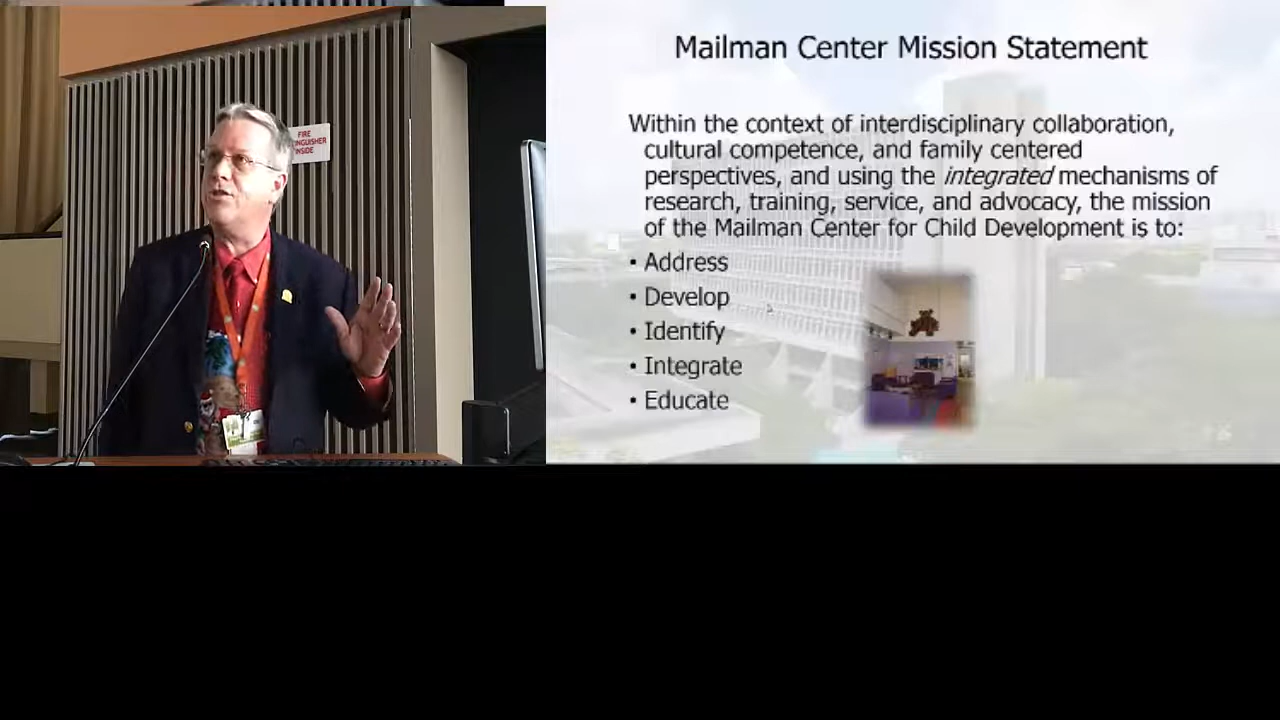 FIRE
INGUISHER
INSIDE
Mailman Center Mission Statement
Within the context of interdisciplinary collaboration,
cultural competence, and family centered
perspectives, and using the integrated mechanisms of
research, training, service, and advocacy, the mission
of the Mailman Center for Child Development is to:
• Address
• Develop
• Identify
• Integrate
• Educate